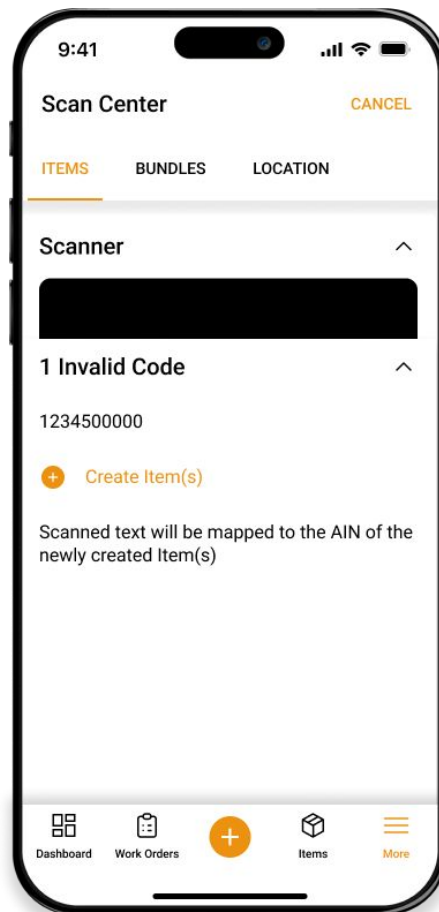 9:41
Scan Center
CANCEL
ITEMS BUNDLES LOCATION
Scanner
1 Invalid Code
1234500000
Create Item(s)
Scanned text will be mapped to the AIN of the
newly created Item(s)
Dashboard Work Orders Items More